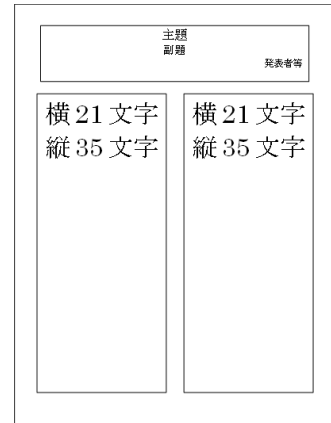 主題
副題
発表者等
横 21 文字
縦 35 文字
横 21 文字
縦 35 文字